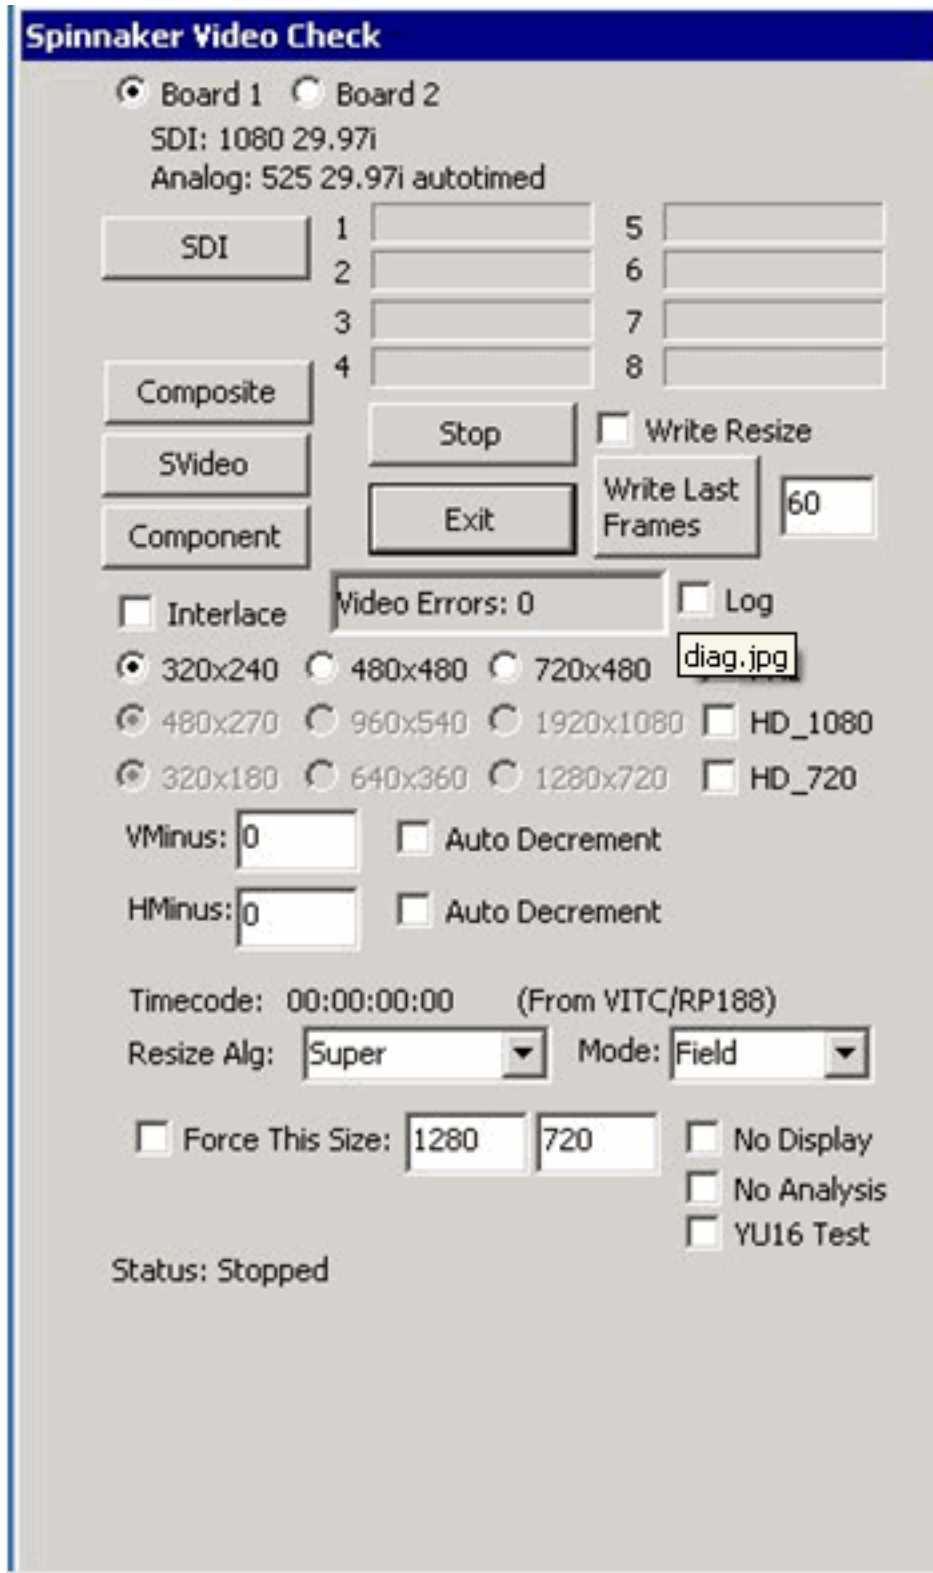 Spinnaker Video Check
Board 1 Board 2
SDI: 1080 29.97i
Analog: 525 29.97i autotimed
SDI 1 5
2 6
3 7
4 8
Composite
Stop Write Resize
SVideo
Exit Write Last Frames 60
Component
Interlace Video Errors: 0 Log
diag.jpg
320x240 480x480 720x480
480x270 960x540 1920x1080 HD_1080
320x180 640x360 1280x720 HD_720
VMinus: 0 Auto Decrement
HMinus: 0 Auto Decrement
Timecode: 00:00:00:00 (From VITC/RP188)
Resize Alg: Super Mode: Field
Force This Size: 1280 720 No Display
No Analysis
YU16 Test
Status: Stopped